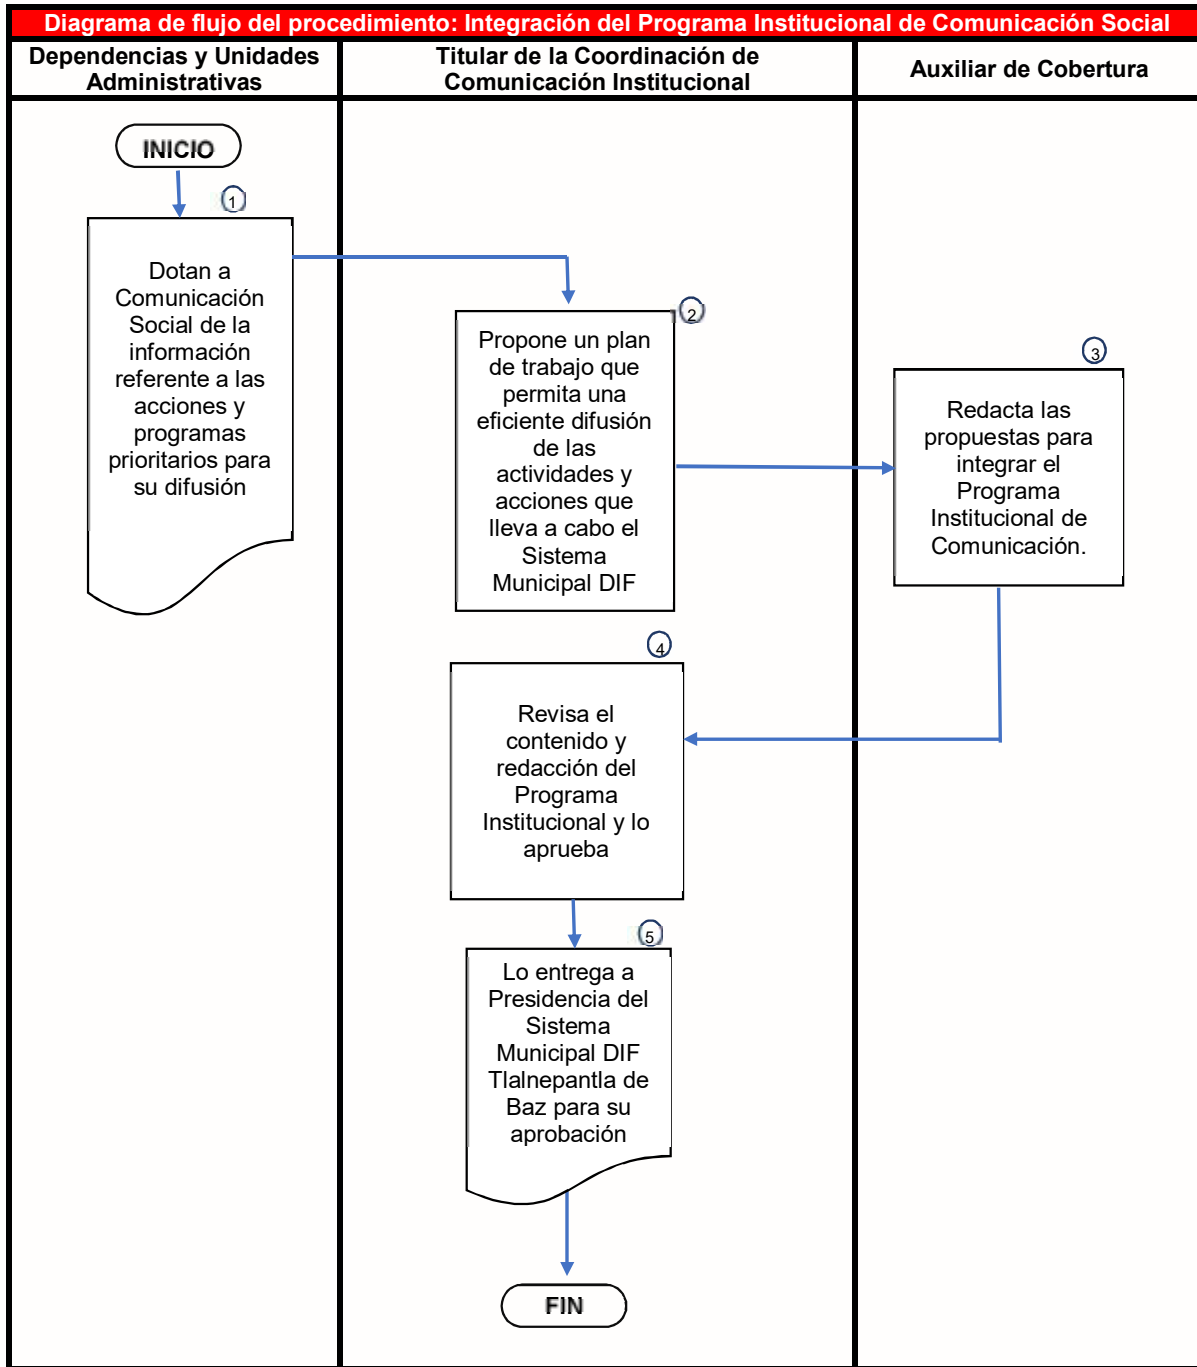 Diagrama de flujo del procedimiento: Integración del Programa Institucional de Comunicación Social
Dependencias y Unidades
Administrativas
Titular de la Coordinación de
Comunicación Institucional
Auxiliar de Cobertura
INICIO
1
Dotan a
Comunicación
Social de la
información
referente a las
acciones y
programas
prioritarios para
su difusión
2
Propone un plan
de trabajo que
permita una
eficiente difusión
de las
actividades y
acciones que
lleva a cabo el
Sistema
Municipal DIF
3
Redacta las
propuestas para
integrar el
Programa
Institucional de
Comunicación.
4
Revisa el
contenido y
redacción del
Programa
Institucional y lo
aprueba
5
Lo entrega a
Presidencia del
Sistema
Municipal DIF
Tlalnepantla de
Baz para su
aprobación
FIN